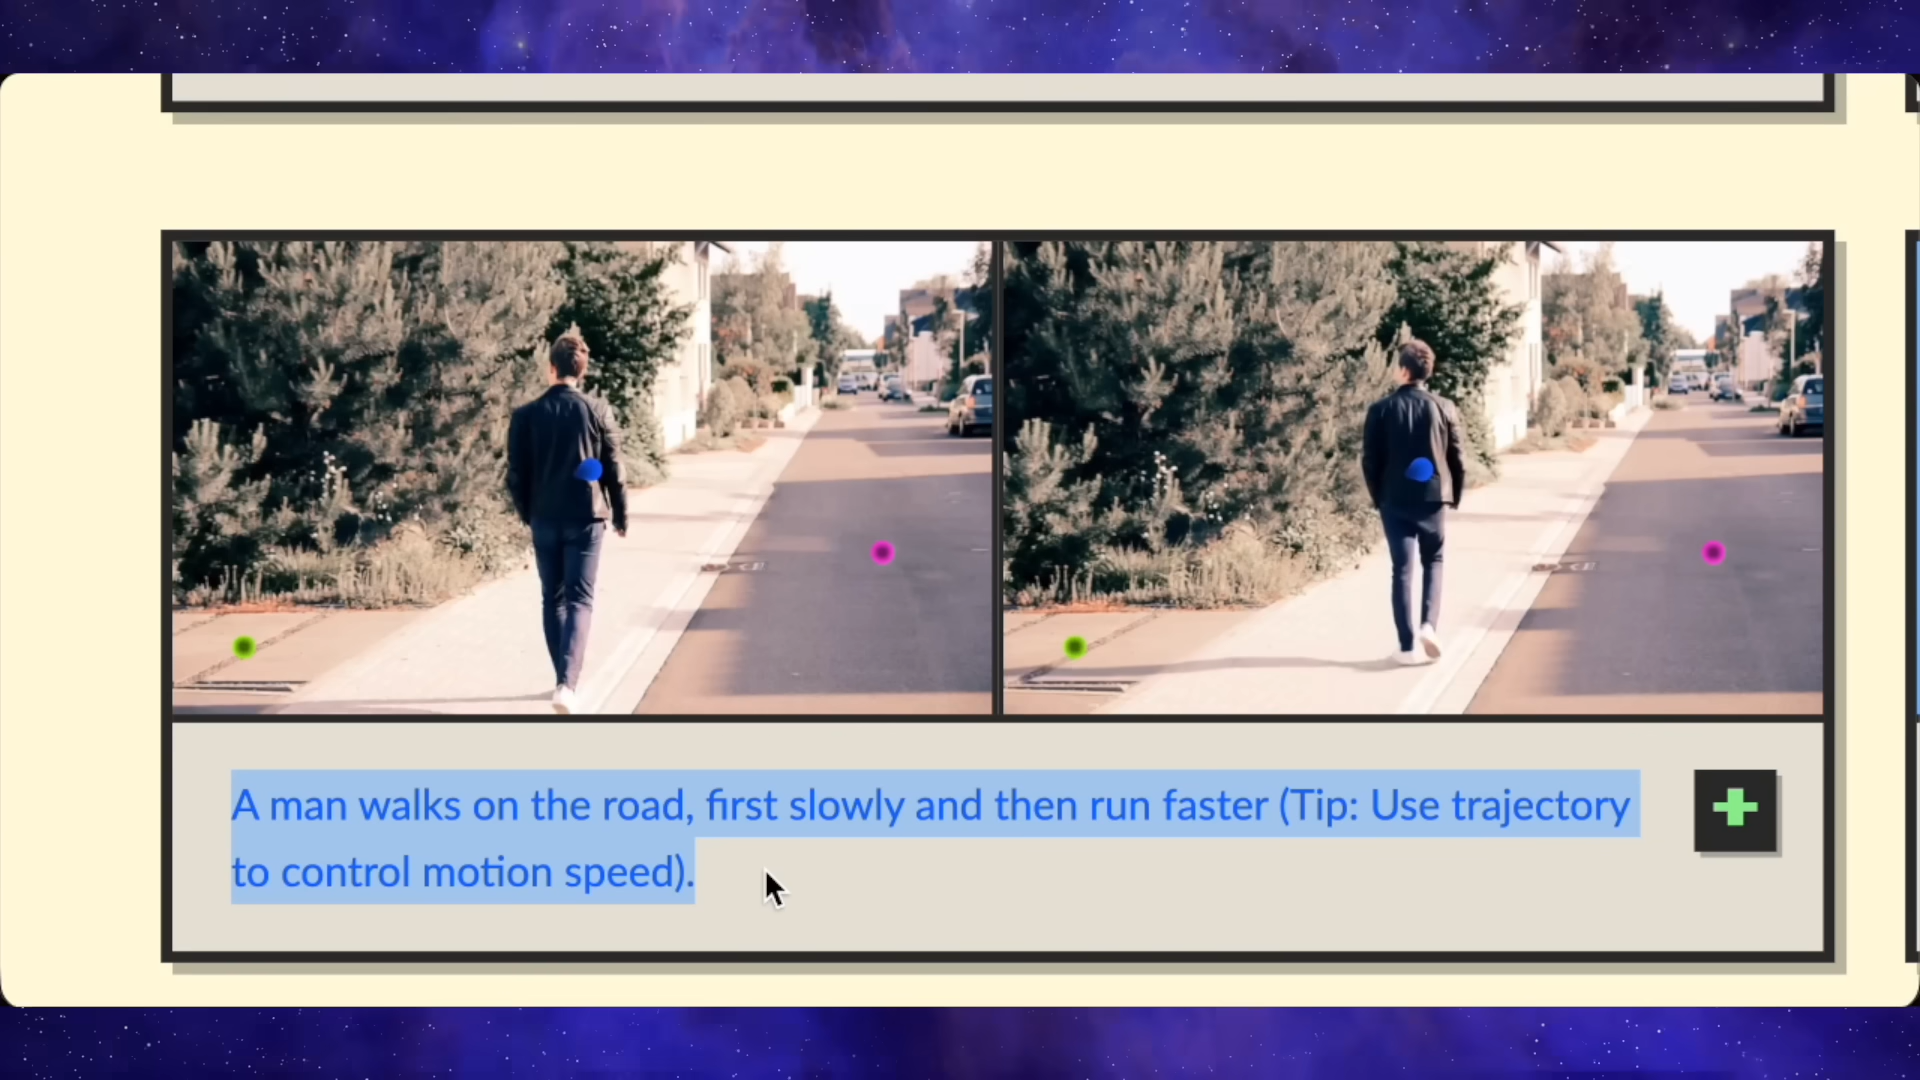 A man walks on the road, first slowly and then run faster (Tip: Use trajectory
to control motion speed).